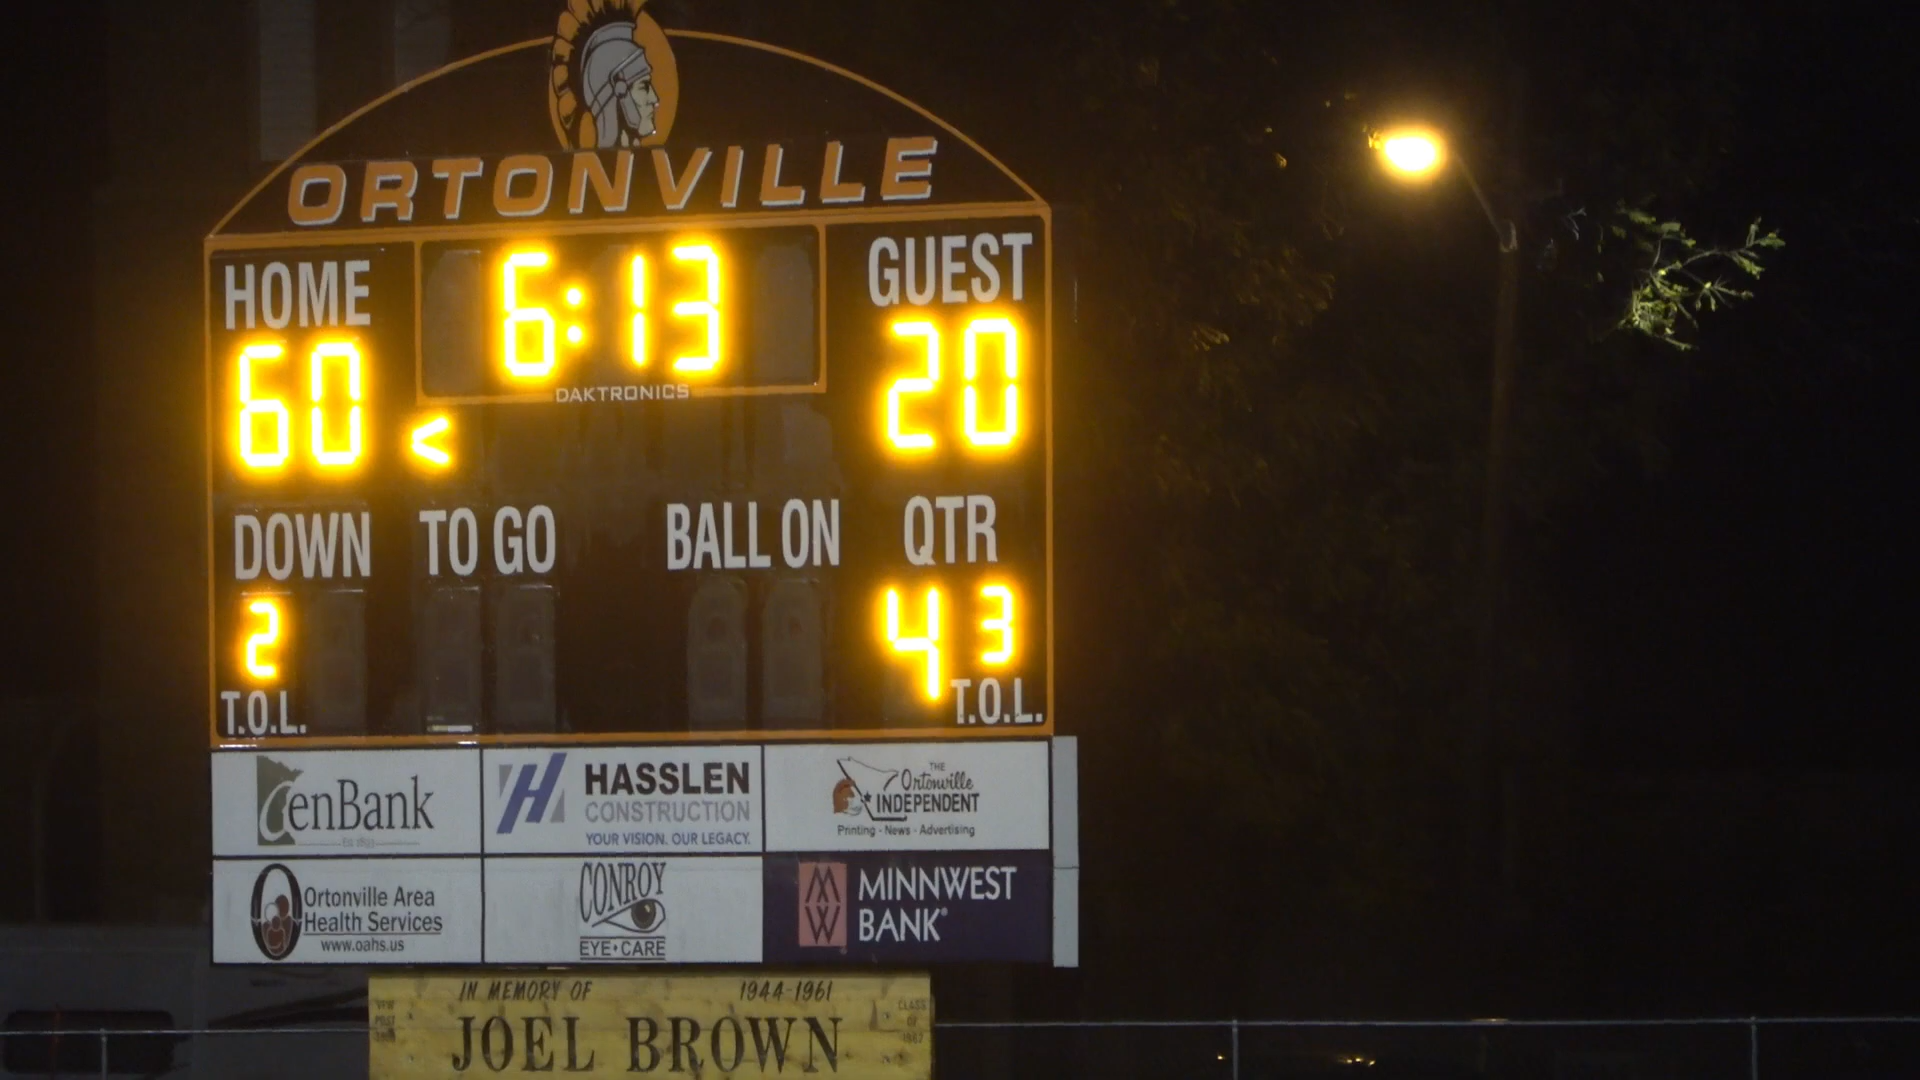 ORTONVILLE
HOME 6:13 GUEST
DAKTRONICS
60 < 20
DOWN TO GO BALL ON QTR
2 4 3
T.O.L. T.O.L.
CenBank
HASSLEN
CONSTRUCTION
YOUR VISION. OUR LEGACY.
THE
Ortonville
INDEPENDENT
Printing - News - Advertising
Ortonville Area
Health Services
www.oahs.us
CONROY
EYE•CARE
MINNWEST
BANK
IN MEMORY OF 1944-1961
JOEL BROWN
CLASS
OF